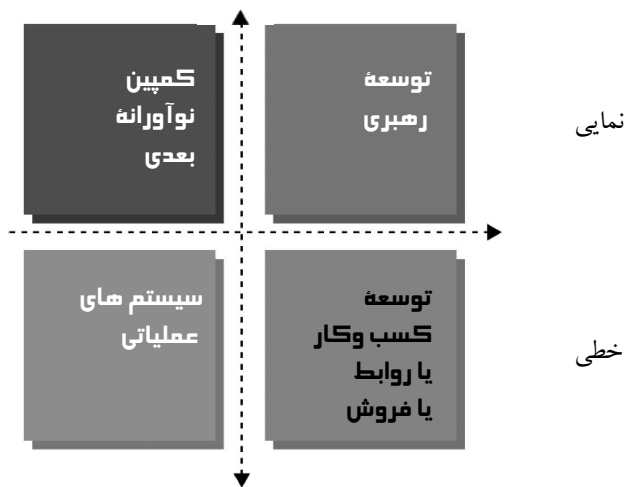 توسعهٔ
رهبری
کمپین
نوآورانهٔ
بعدی
نمایی
توسعهٔ
کسب وکار
یا روابط
یا فروش
سیستم های
عملیاتی
خطی